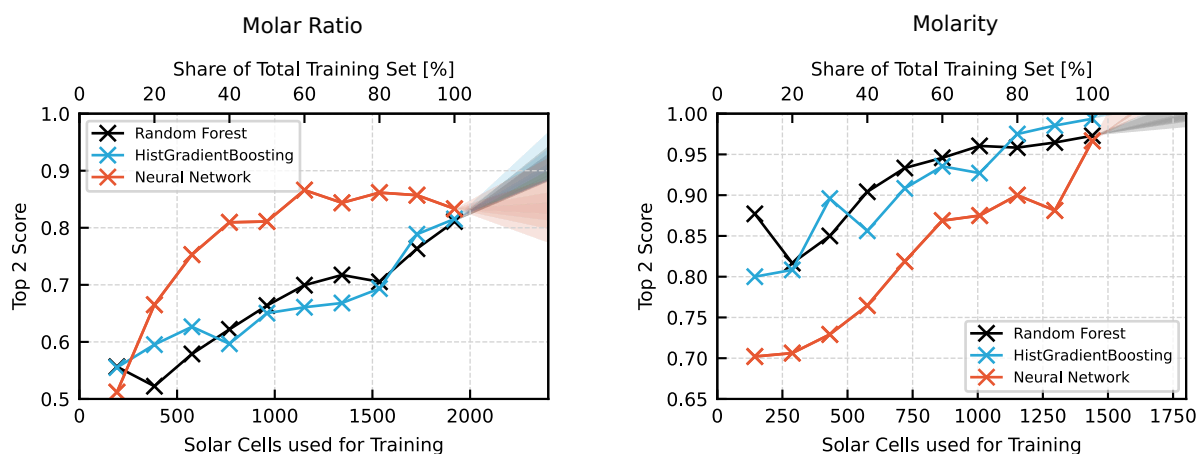 Molar Ratio
Share of Total Training Set [%]
0 20 40 60 80 100
1.0
0.9
0.8
0.7
0.6
0.5
Top 2 Score
Random Forest
HistGradientBoosting
Neural Network
0 500 1000 1500 2000
Solar Cells used for Training
Molarity
Share of Total Training Set [%]
0 20 40 60 80 100
1.00
0.95
0.90
0.85
0.80
0.75
0.70
0.65
Top 2 Score
Random Forest
HistGradientBoosting
Neural Network
0 250 500 750 1000 1250 1500 1750
Solar Cells used for Training